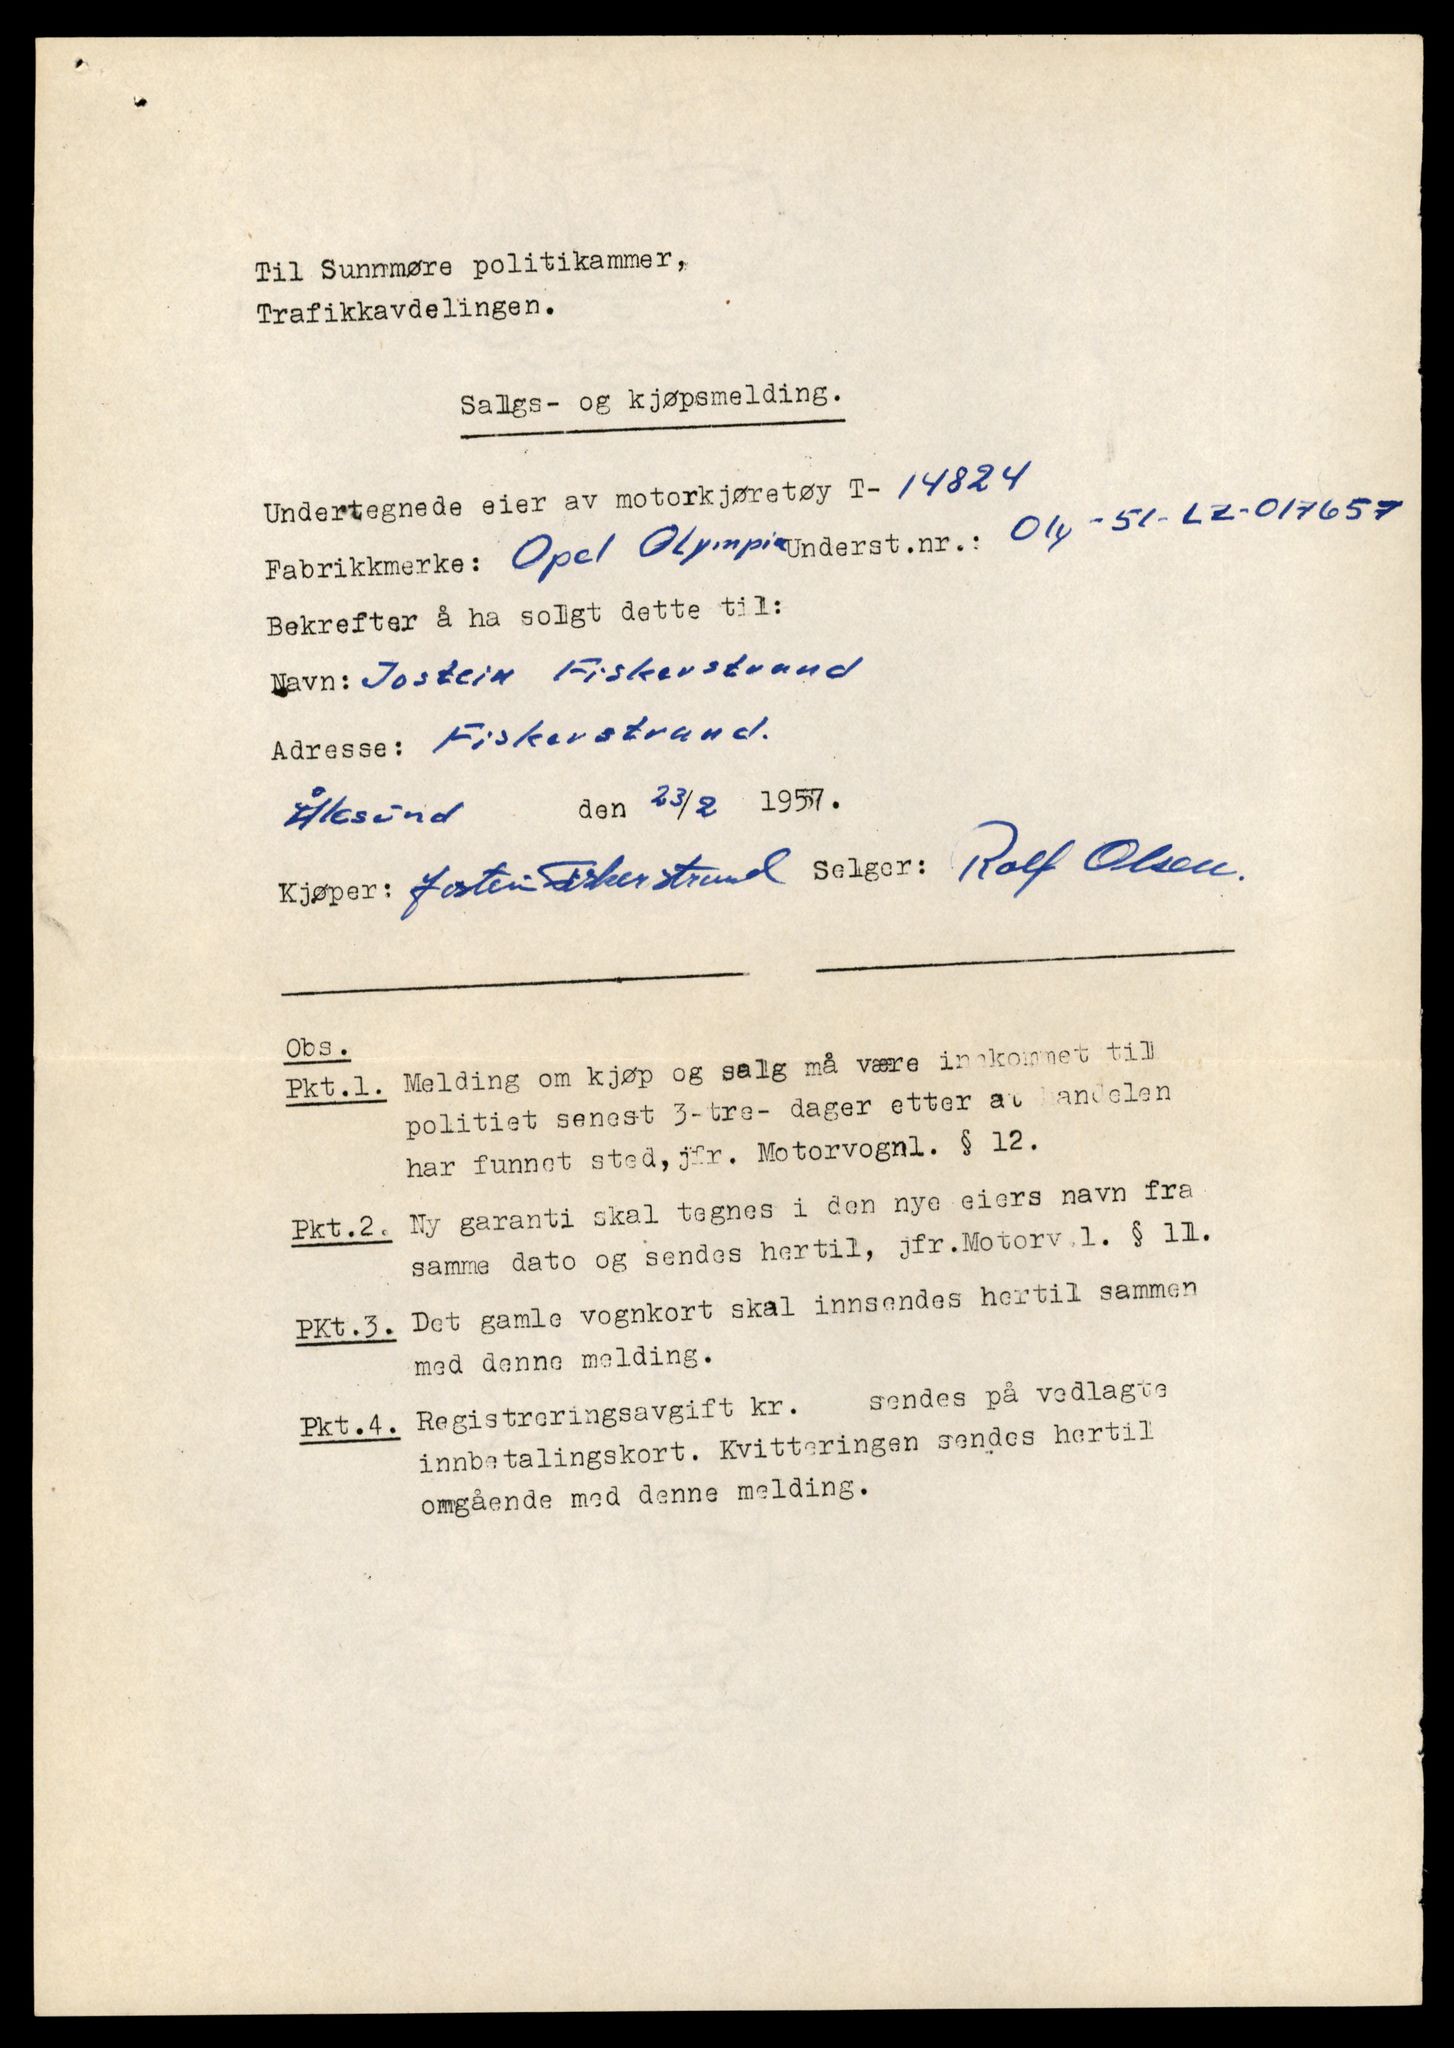 Til Sunnmøre politikammer,
Trafikkavdelingen.
Salgs- og kjøpsmelding.
Undertegnede eier av motorkjøretøy T- 14824
Fabrikkmerke: Opel Olympia Underst.nr.: Oly-51-LZ-017657
Bekrefter å ha solgt dette til:
Navn: Jostein Fiskerstrand
Adresse: Fiskerstrand.
Ålesund den 23/2 1957.
Kjøper: Jostein Fiskerstrand Selger: Rolf Olsen.
Obs.
Pkt.1. Melding om kjøp og salg må være innkommet til
politiet senest 3-tre- dager etter at handelen
har funnet sted, jfr. Motorvognl. § 12.
Pkt.2. Ny garanti skal tegnes i den nye eiers navn fra
samme dato og sendes hertil, jfr.Motorv.l. § 11.
PKt.3. Det gamle vognkort skal innsendes hertil sammen
med denne melding.
Pkt.4. Registreringsavgift kr. sendes på vedlagte
innbetalingskort. Kvitteringen sendes hertil
omgående med denne melding.